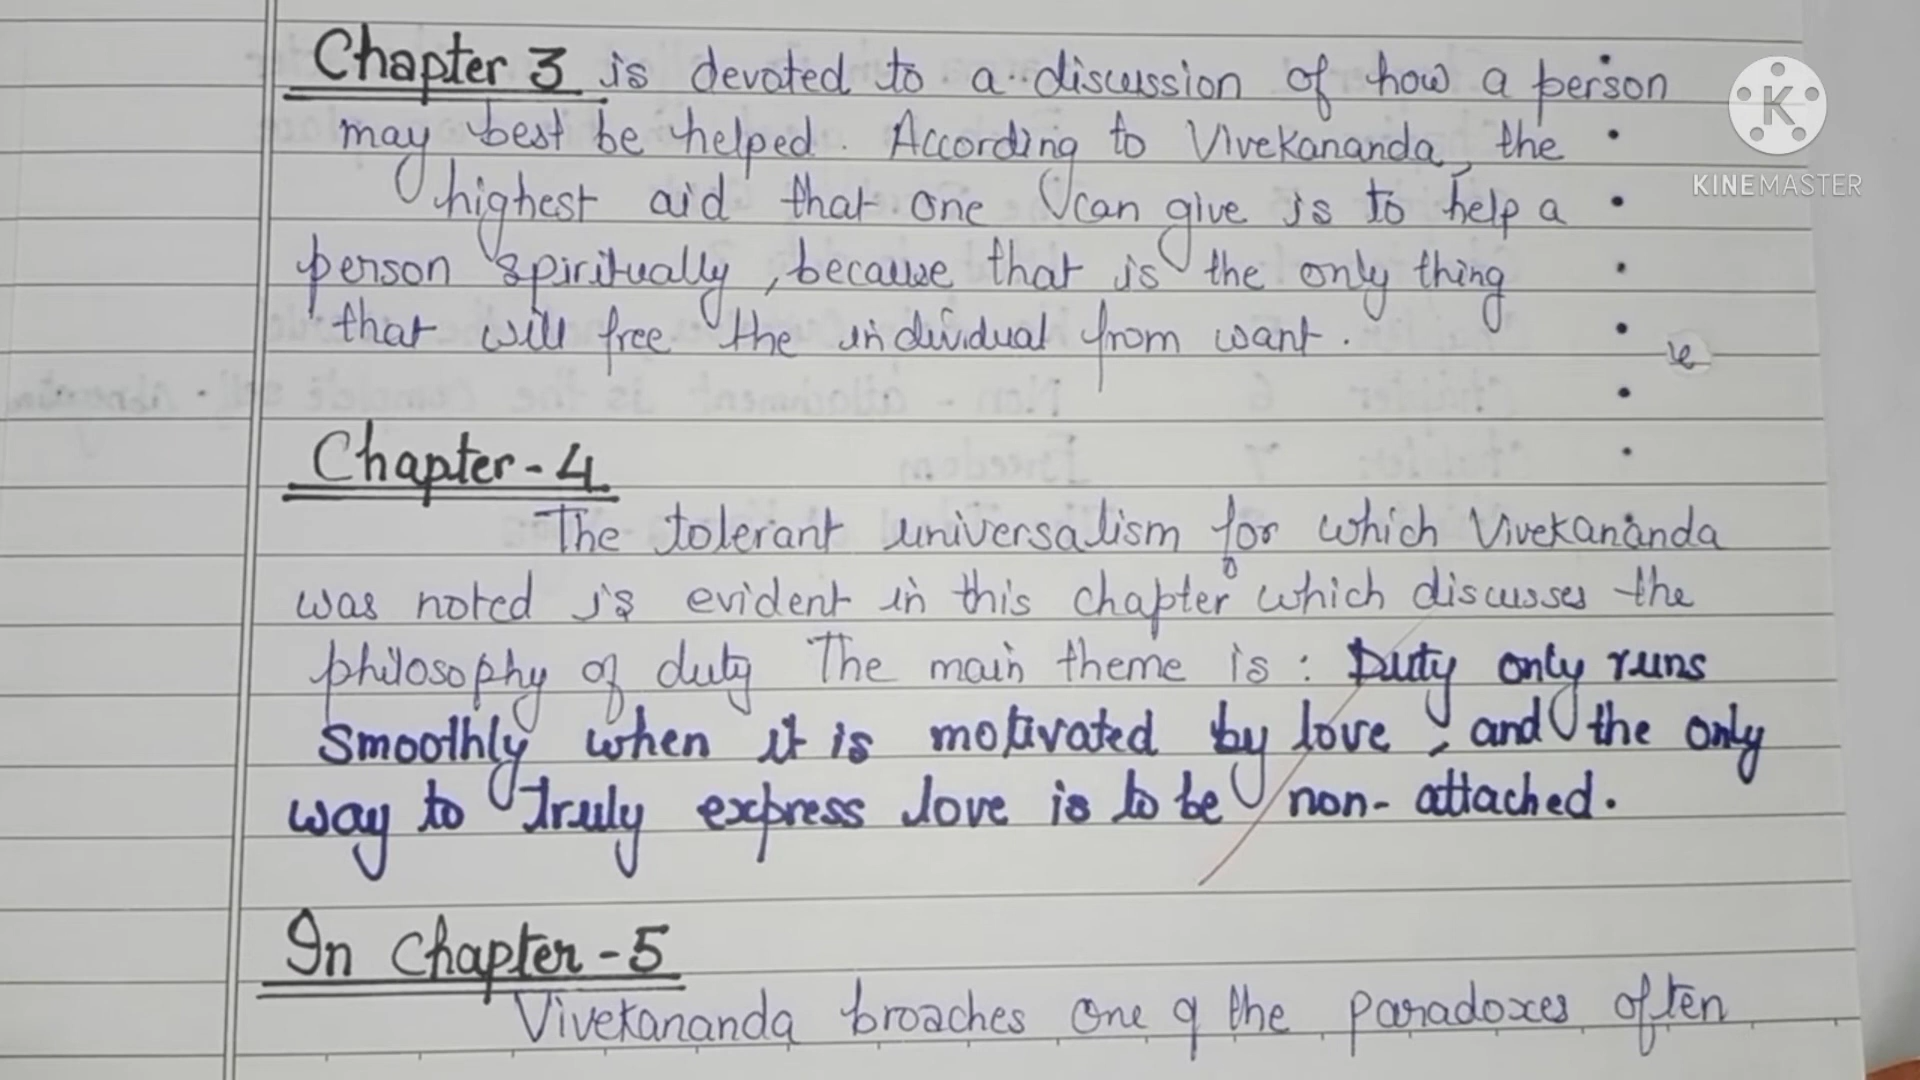 Chapter 3 is devoted to a discussion of how a person
may best be helped. According to Vivekananda, the
highest aid that one can give is to help a
person spiritually, because that is the only thing
that will free the individual from want.
Chapter-4
The tolerant universalism for which Vivekananda
was noted is evident in this chapter which discusses the
philosophy of duty The main theme is: Duty only runs
smoothly when it is motivated by love, and the only
way to truly express love is to be non-attached.
In Chapter-5
Vivekananda broaches one of the paradoxes often
KINEMASTER